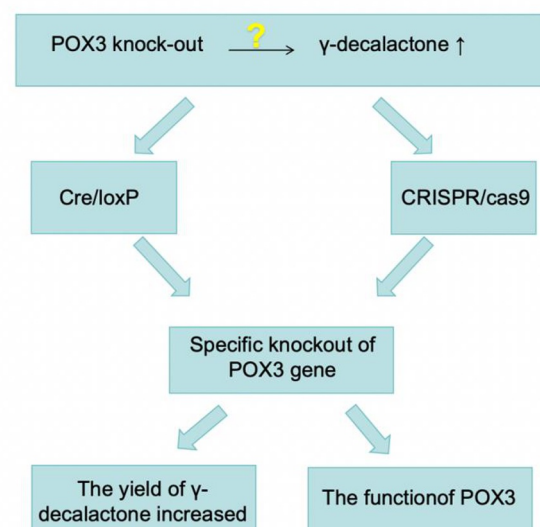 POX3 knock-out ? γ-decalactone ↑
Cre/loxP
CRISPR/cas9
Specific knockout of
POX3 gene
The yield of γ-
decalactone increased
The functionof POX3